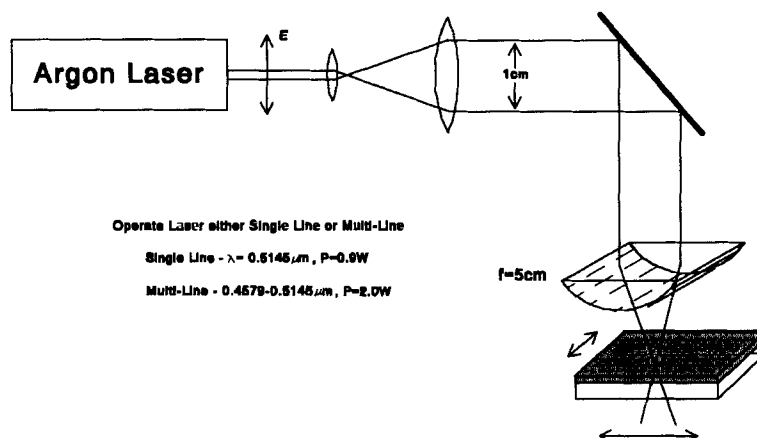 E
Argon Laser
1cm
Operate Laser either Single Line or Multi-Line
Single Line - λ= 0.5145μm, P=0.9W
f=5cm
Multi-Line - 0.4579-0.5145μm, P=2.0W